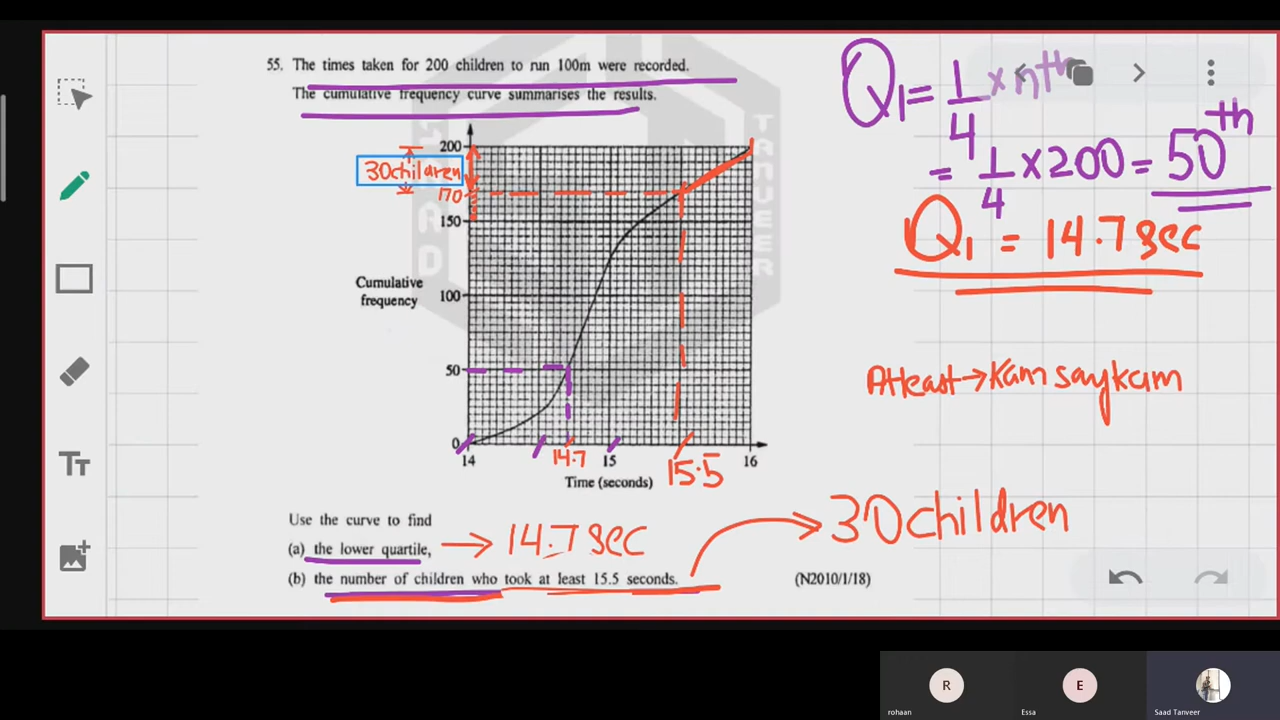 55. The times taken for 200 children to run 100m were recorded.
The cumulative frequency curve summarises the results.
Q1 = 1/4 × nth
= 1/4 × 200 = 50th
Q1 = 14.7 sec
200
30children
170
150
Cumulative
frequency
100
50
0
14
14.7
15
15.5
16
Time (seconds)
Atleast → Kam say kam
Use the curve to find
(a) the lower quartile, → 14.7 sec
(b) the number of children who took at least 15.5 seconds.
30children
(N2010/1/18)
TANVEER
Tт
R
E
rohaan
Essa
Saad Tanveer